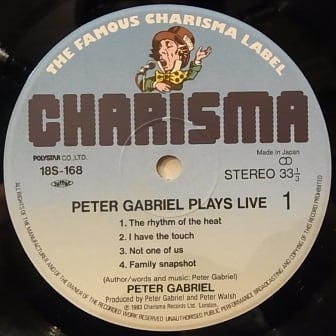 THE FAMOUS CHARISMA LABEL
CHARISMA
POLYSTAR CO., LTD.
18S-168
Made in Japan
STEREO 33⅓
PETER GABRIEL PLAYS LIVE 1
1. The rhythm of the heat
2. I have the touch
3. Not one of us
4. Family snapshot
(Author/words and music: Peter Gabriel)
PETER GABRIEL
Produced by Peter Gabriel and Peter Walsh
℗ 1983 Charisma Records Ltd. London.
ALL RIGHTS OF THE MANUFACTURER AND OF THE OWNER OF THE RECORDED WORK RESERVED UNAUTHORISED PUBLIC PERFORMANCE BROADCASTING AND COPYING OF THIS RECORD PROHIBITED